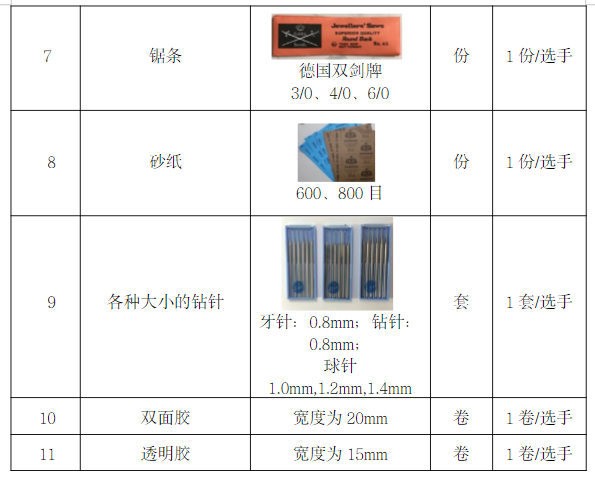 7
锯条
Jewellers' Saws
SUPERIOR QUALITY
Round Back
德国双剑牌
3/0、4/0、6/0
份
1 份/选手
8
砂纸
600、800 目
份
1 份/选手
9
各种大小的钻针
牙针：0.8mm；钻针：
0.8mm；
球针
1.0mm,1.2mm,1.4mm
套
1 套/选手
10
双面胶
宽度为 20mm
卷
1 卷/选手
11
透明胶
宽度为 15mm
卷
1 卷/选手